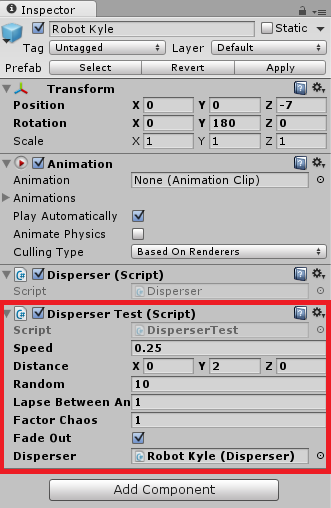 Inspector
Robot Kyle Static
Tag Untagged Layer Default
Prefab Select Revert Apply
Transform
Position X 0 Y 0 Z -7
Rotation X 0 Y 180 Z 0
Scale X 1 Y 1 Z 1
Animation
Animation None (Animation Clip)
Animations
Play Automatically
Animate Physics
Culling Type Based On Renderers
Disperser (Script)
Script Disperser
Disperser Test (Script)
Script DisperserTest
Speed 0.25
Distance X 0 Y 2 Z 0
Random 10
Lapse Between An 1
Factor Chaos 1
Fade Out
Disperser Robot Kyle (Disperser)
Add Component